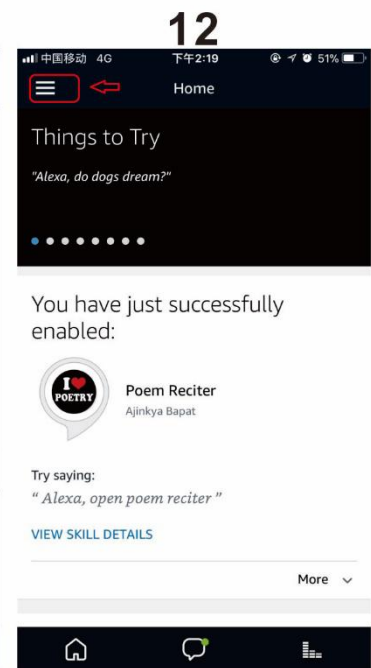 12
中国移动 4G 下午2:19 51%
Home
Things to Try
"Alexa, do dogs dream?"
You have just successfully
enabled:
I
POETRY
Poem Reciter
Ajinkya Bapat
Try saying:
“ Alexa, open poem reciter ”
VIEW SKILL DETAILS
More